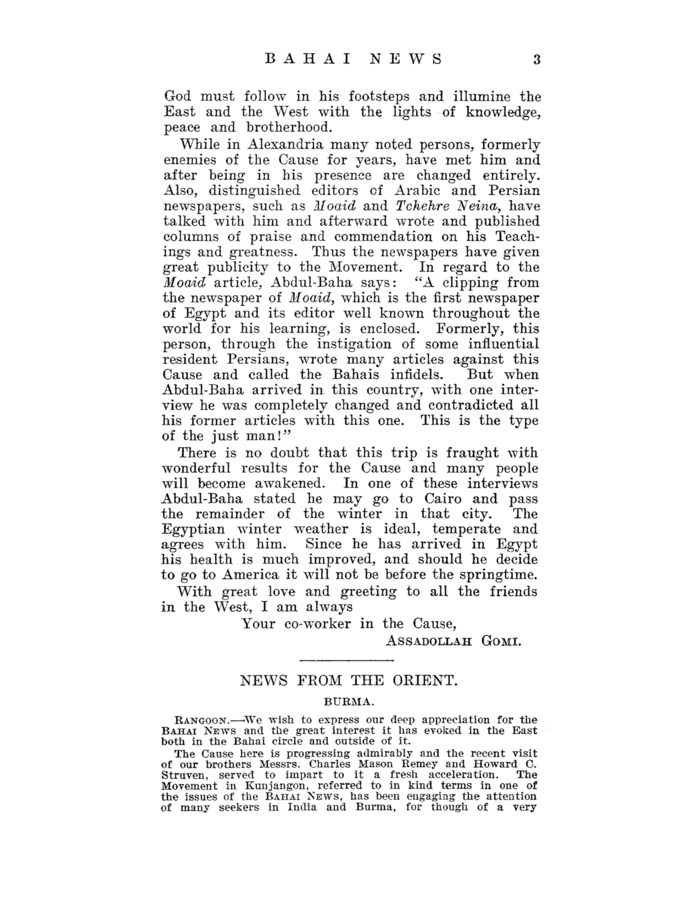 BAHAI NEWS 3
God must follow in his footsteps and illumine the
East and the West with the lights of knowledge,
peace and brotherhood.
While in Alexandria many noted persons, formerly
enemies of the Cause for years, have met him and
after being in his presence are changed entirely.
Also, distinguished editors of Arabic and Persian
newspapers, such as Moaid and Tchehre Neina, have
talked with him and afterward wrote and published
columns of praise and commendation on his Teach-
ings and greatness. Thus the newspapers have given
great publicity to the Movement. In regard to the
Moaid article, Abdul-Baha says: "A clipping from
the newspaper of Moaid, which is the first newspaper
of Egypt and its editor well known throughout the
world for his learning, is enclosed. Formerly, this
person, through the instigation of some influential
resident Persians, wrote many articles against this
Cause and called the Bahais infidels. But when
Abdul-Baha arrived in this country, with one inter-
view he was completely changed and contradicted all
his former articles with this one. This is the type
of the just man!"
There is no doubt that this trip is fraught with
wonderful results for the Cause and many people
will become awakened. In one of these interviews
Abdul-Baha stated he may go to Cairo and pass
the remainder of the winter in that city. The
Egyptian winter weather is ideal, temperate and
agrees with him. Since he has arrived in Egypt
his health is much improved, and should he decide
to go to America it will not be before the springtime.
With great love and greeting to all the friends
in the West, I am always
Your co-worker in the Cause,
ASSADOLLAH GOMI.
NEWS FROM THE ORIENT.
BURMA.
RANGOON.—We wish to express our deep appreciation for the
BAHAI NEWS and the great interest it has evoked in the East
both in the Bahai circle and outside of it.
The Cause here is progressing admirably and the recent visit
of our brothers Messrs. Charles Mason Remey and Howard C.
Struven, served to impart to it a fresh acceleration. The
Movement in Kunjangon, referred to in kind terms in one of
the issues of the BAHAI NEWS, has been engaging the attention
of many seekers in India and Burma, for though of a very